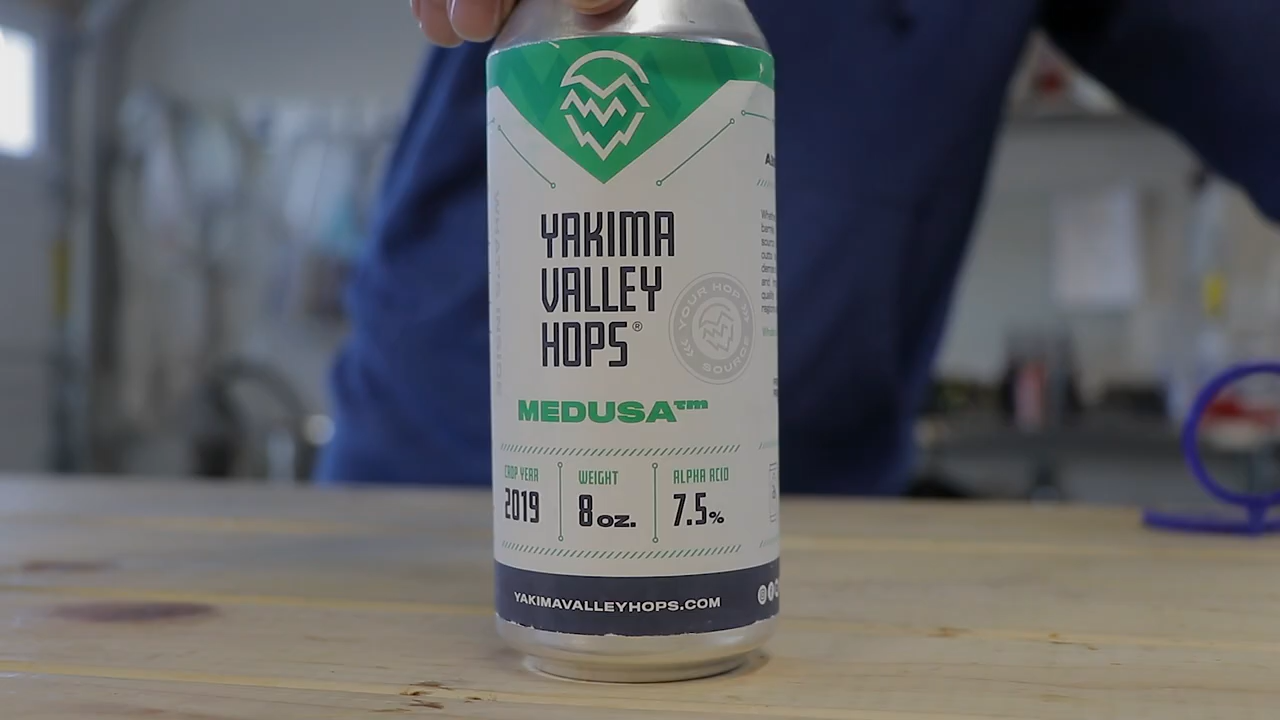 YAKIMA
VALLEY
HOPS®
YOUR HOP
SOURCE
MEDUSA™
CROP YEAR
2019
WEIGHT
8 oz.
ALPHA ACID
7.5%
YAKIMAVALLEYHOPS.COM